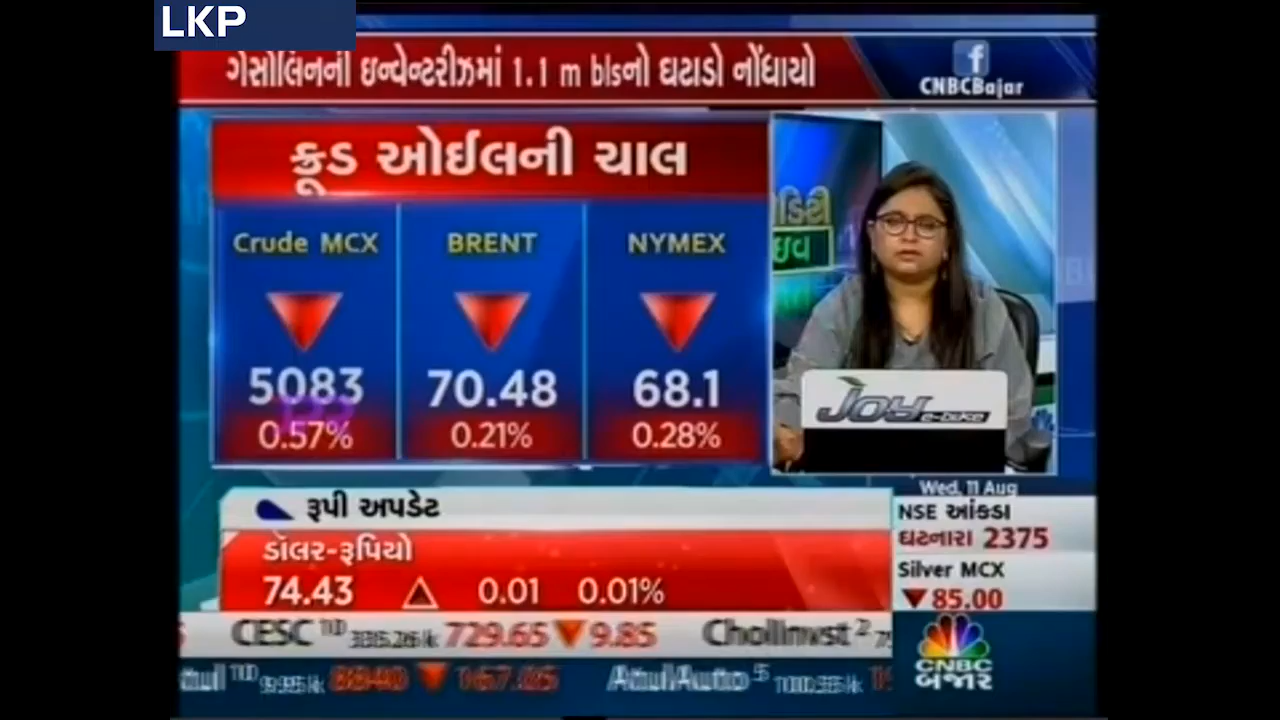 LKP
ગેસોલિનની ઇન્વેન્ટરીઝમાં 1.1 m blsનો ઘટાડો નોંધાયો
CNBCBajar
ક્રૂડ ઓઈલની ચાલ
Crude MCX BRENT NYMEX
5083 70.48 68.1
0.57% 0.21% 0.28%
JOY e-bike
Wed, 11 Aug
રૂપી અપડેટ
ડૉલર-રૂપિયો
74.43 0.01 0.01%
NSE આંકડા
ઘટનારા 2375
Silver MCX
85.00
CESC 729.65 9.85 CholInvst
AtulAuto
CNBC
બજાર